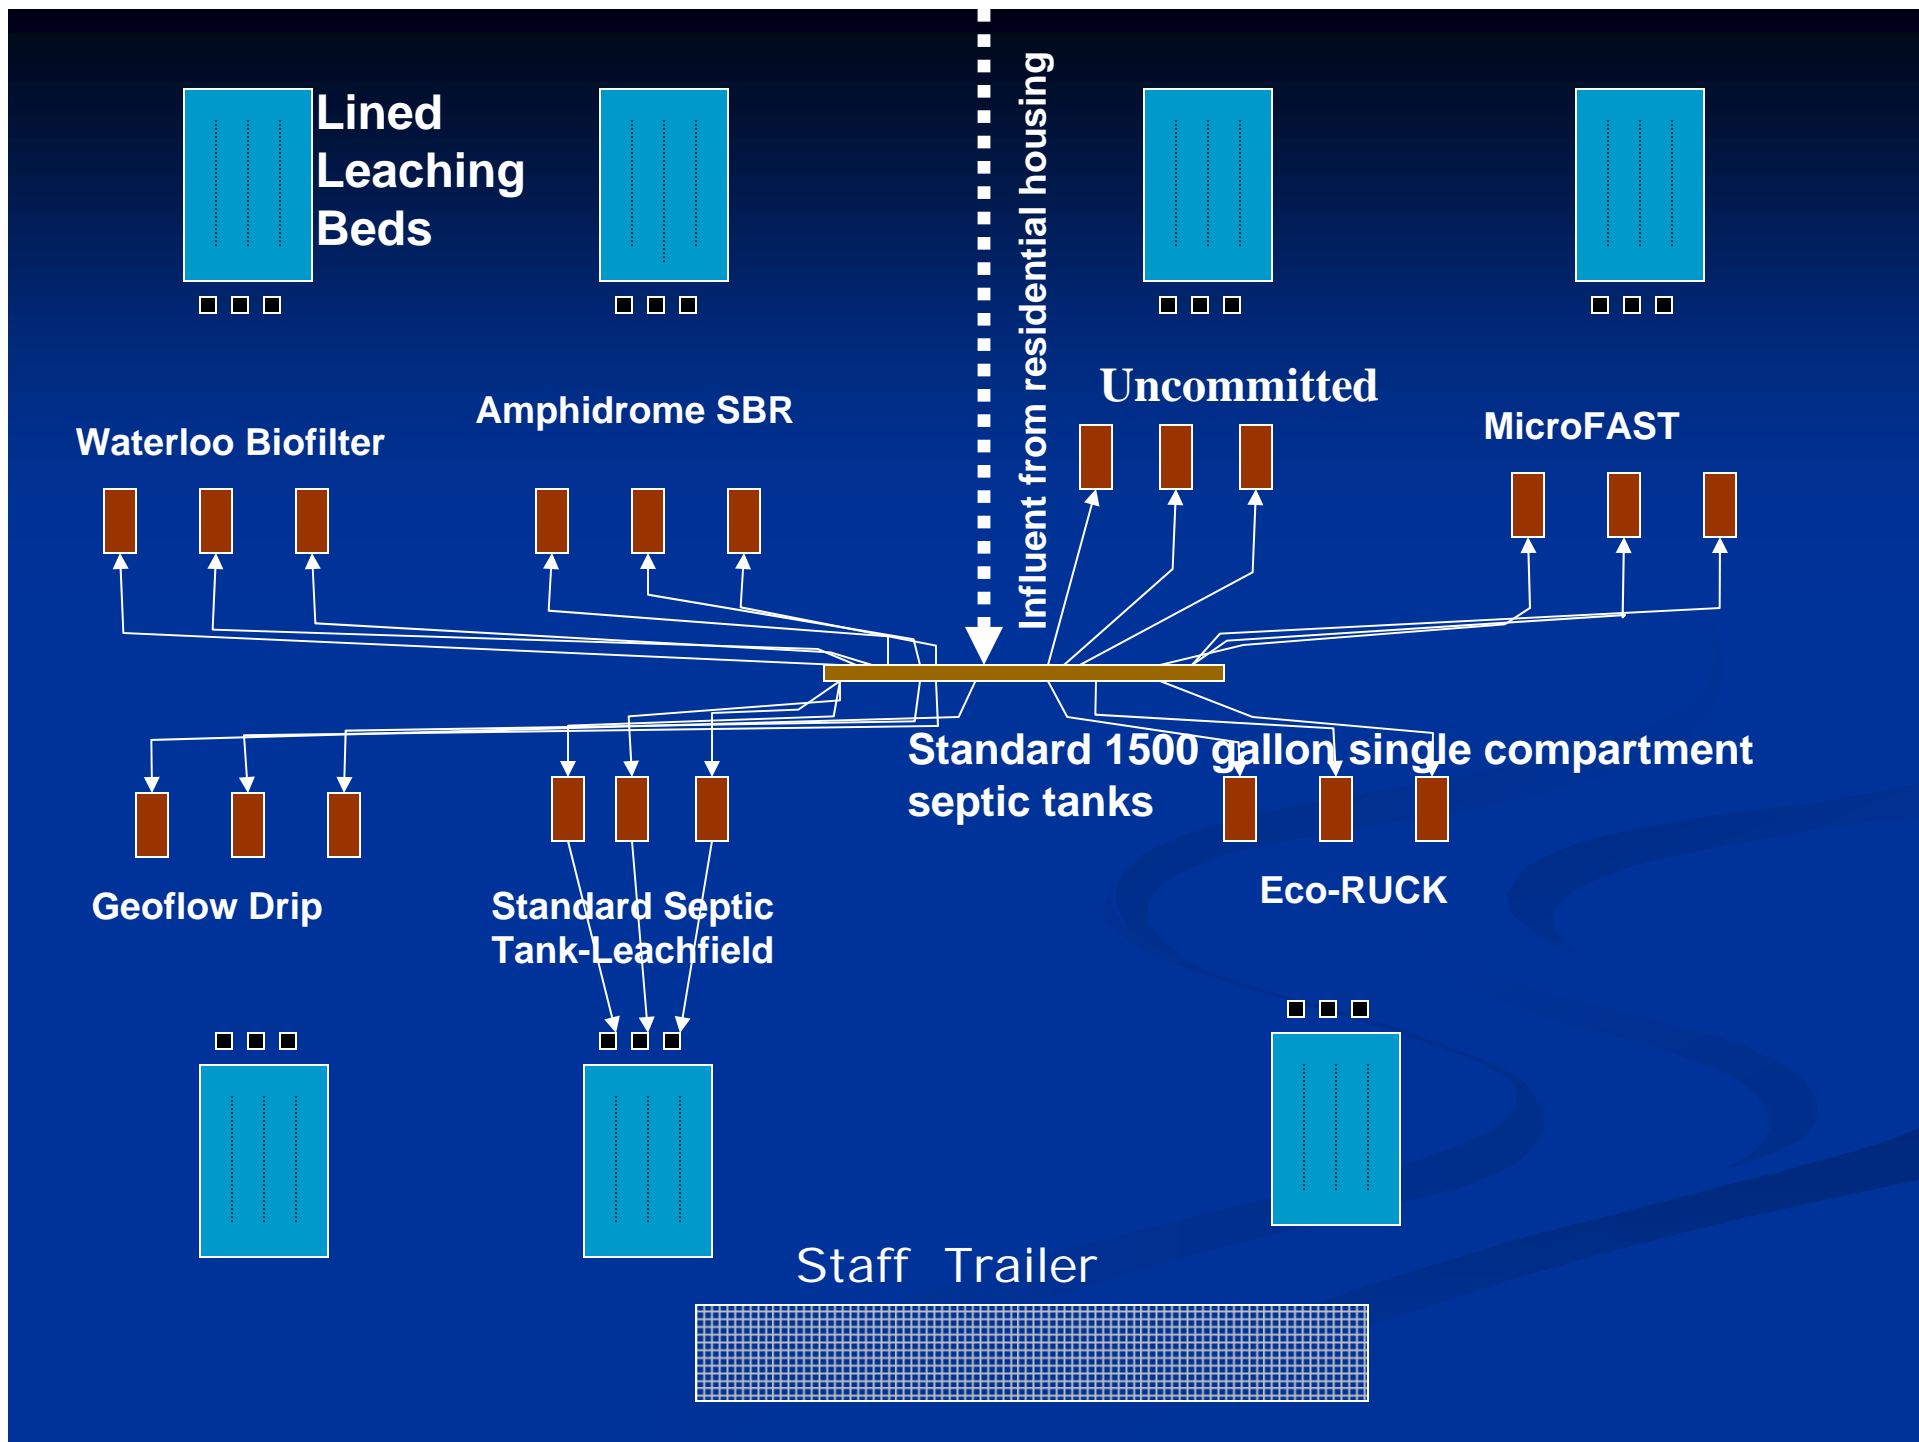 Lined
Leaching
Beds
Influent from residential housing
Uncommitted
Amphidrome SBR
MicroFAST
Waterloo Biofilter
Standard 1500 gallon single compartment
septic tanks
Eco-RUCK
Geoflow Drip
Standard Septic
Tank-Leachfield
Staff Trailer